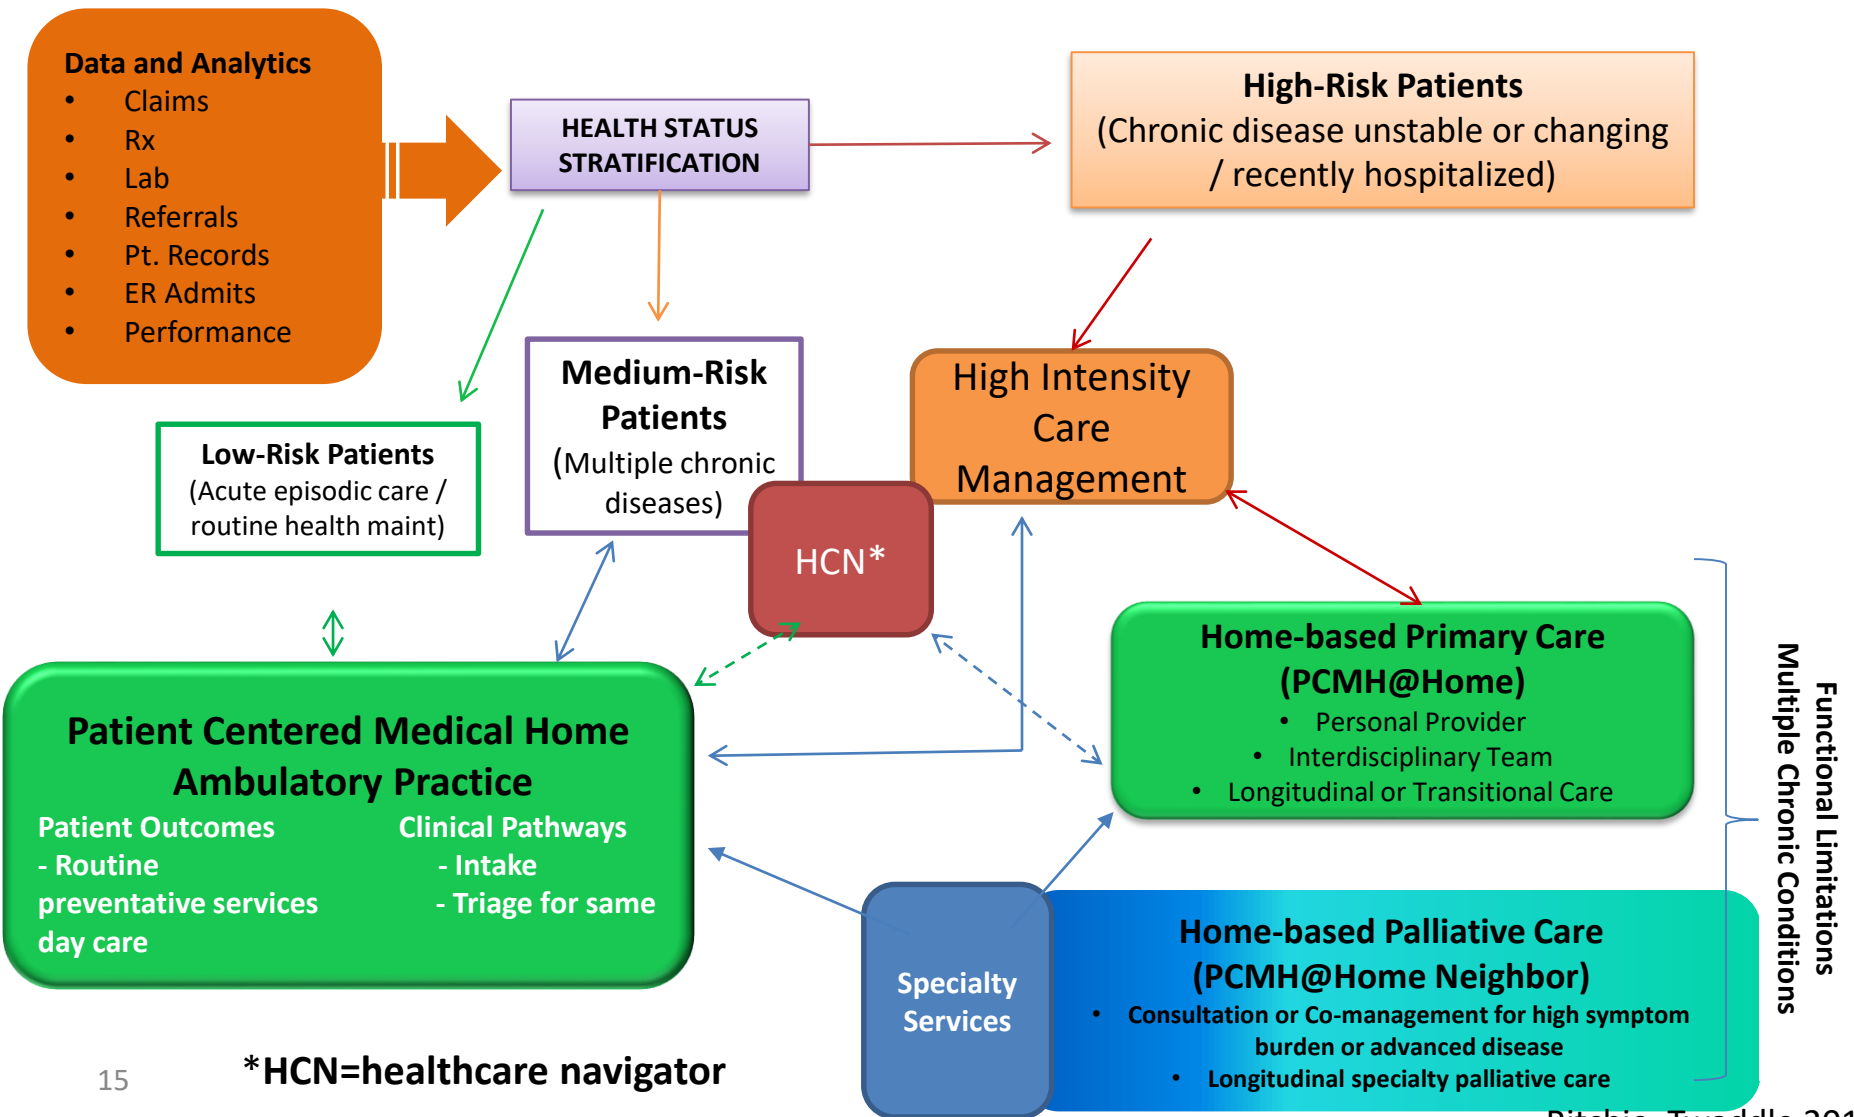 Data and Analytics
• Claims
• Rx
• Lab
• Referrals
• Pt. Records
• ER Admits
• Performance
HEALTH STATUS
STRATIFICATION
High-Risk Patients
(Chronic disease unstable or changing
/ recently hospitalized)
Medium-Risk
Patients
(Multiple chronic
diseases)
High Intensity
Care
Management
Low-Risk Patients
(Acute episodic care /
routine health maint)
HCN*
Home-based Primary Care
(PCMH@Home)
• Personal Provider
• Interdisciplinary Team
• Longitudinal or Transitional Care
Functional Limitations
Multiple Chronic Conditions
Patient Centered Medical Home
Ambulatory Practice
Patient Outcomes
- Routine
preventative services
day care
Clinical Pathways
- Intake
- Triage for same
Specialty
Services
Home-based Palliative Care
(PCMH@Home Neighbor)
• Consultation or Co-management for high symptom
burden or advanced disease
• Longitudinal specialty palliative care
*HCN=healthcare navigator
15